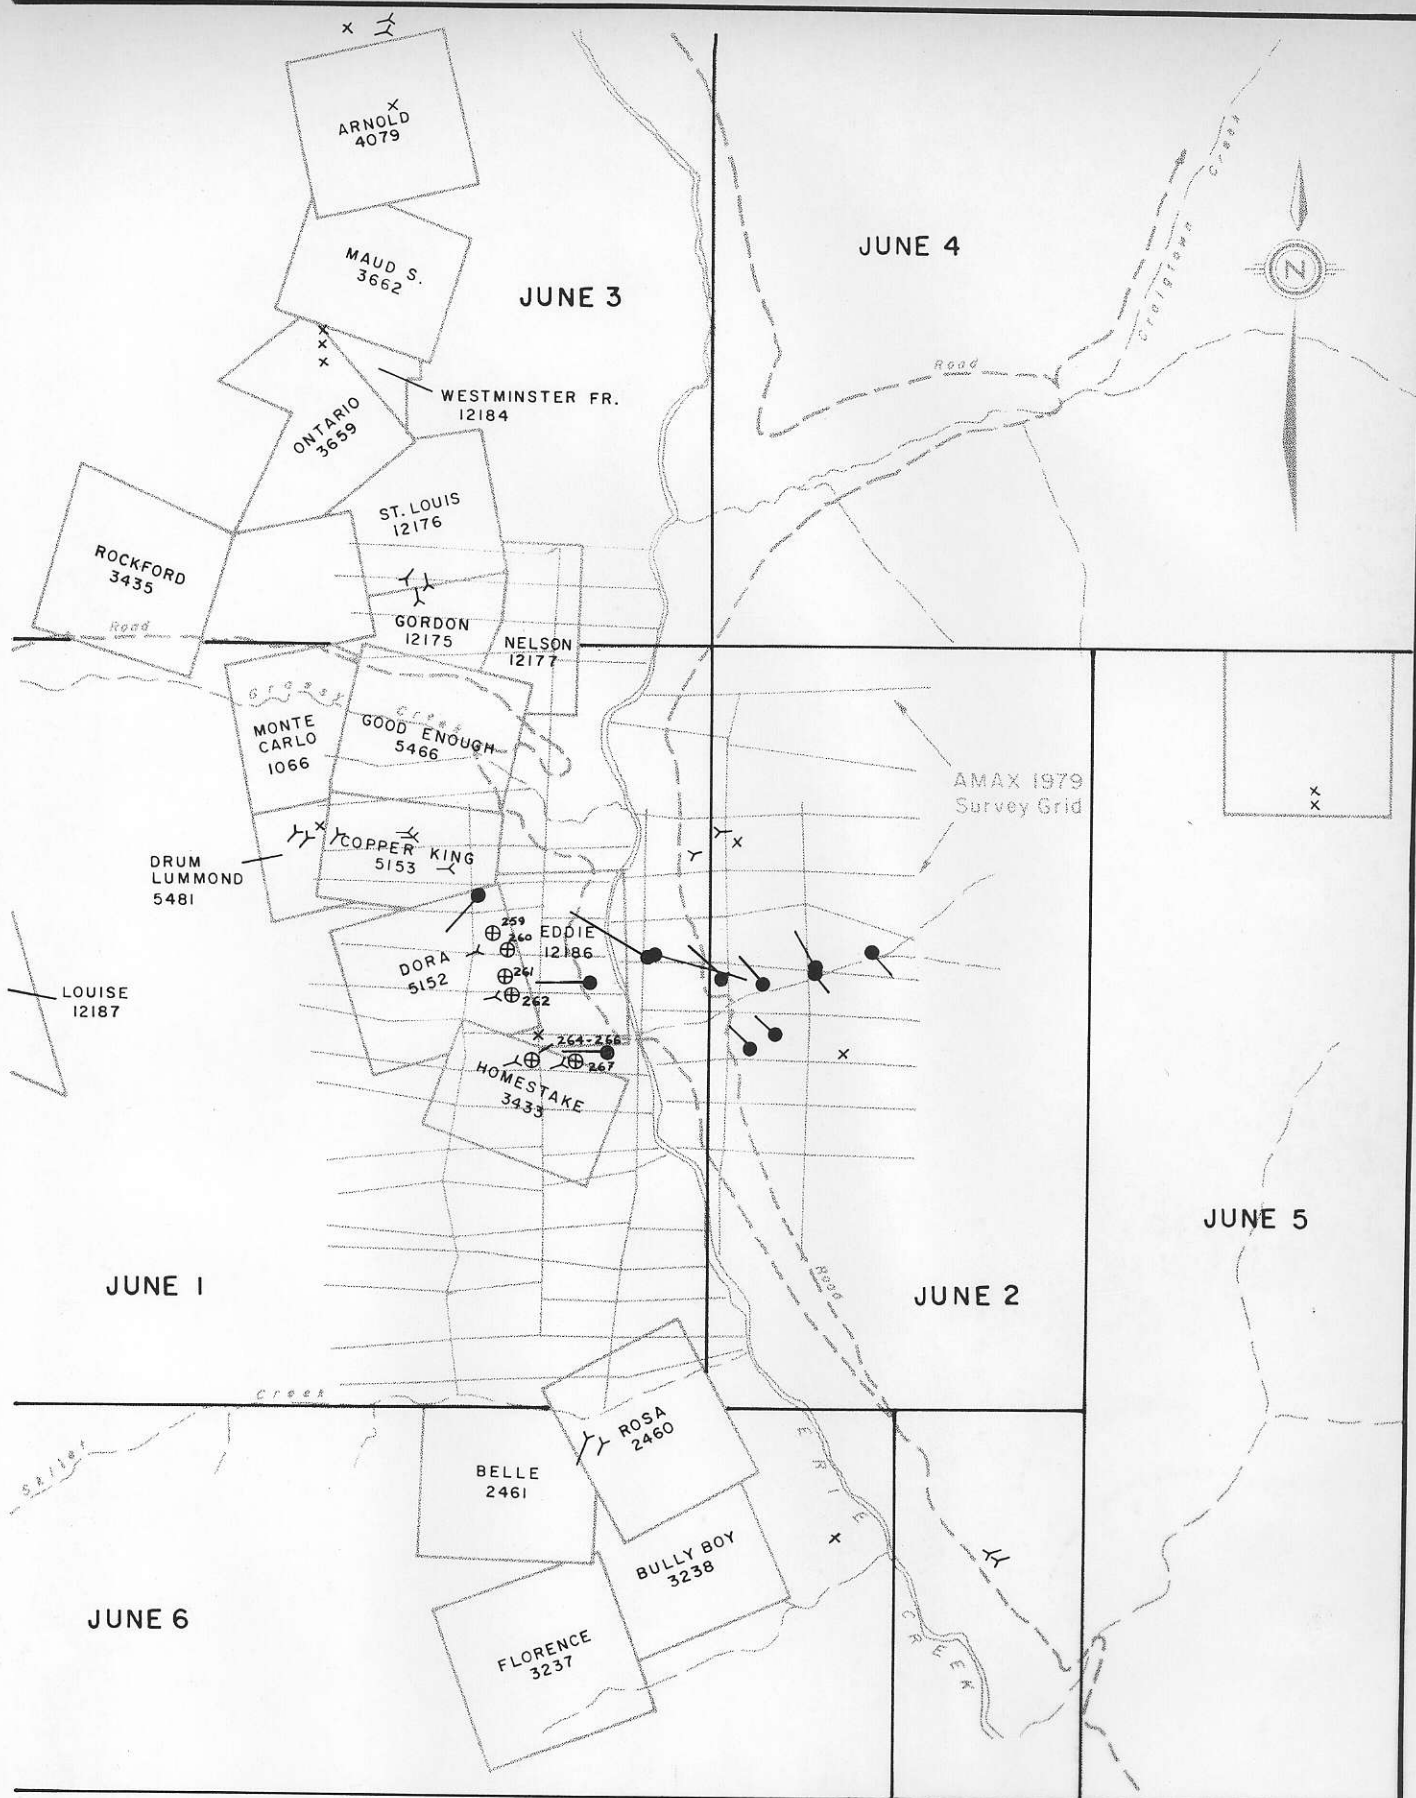 ARNOLD
4079
MAUD S.
3662
JUNE 3
JUNE 4
Craigtown Creek
N
Road
WESTMINSTER FR.
12184
ONTARIO
3659
ST. LOUIS
12176
ROCKFORD
3435
Road
GORDON
12175
NELSON
12177
Grassy Creek
MONTE
CARLO
1066
GOOD ENOUGH
5466
AMAX 1979
Survey Grid
DRUM
LUMMOND
5481
COPPER KING
5153
259
260
EDDIE
12186
DORA
5152
261
262
LOUISE
12187
264-266
267
HOMESTAKE
3433
JUNE 5
JUNE 1
Road
JUNE 2
Creek
ROSA
2460
BELLE
2461
ERIE CREEK
BULLY BOY
3238
JUNE 6
FLORENCE
3237